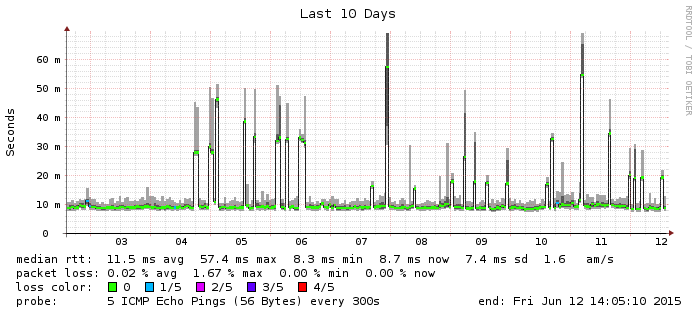 Last 10 Days
RRDTOOL / TOBI OETIKER
Seconds
60 m
50 m
40 m
30 m
20 m
10 m
0
03 04 05 06 07 08 09 10 11 12
median rtt: 11.5 ms avg 57.4 ms max 8.3 ms min 8.7 ms now 7.4 ms sd 1.6 am/s
packet loss: 0.02 % avg 1.67 % max 0.00 % min 0.00 % now
loss color: 0 1/5 2/5 3/5 4/5
probe: 5 ICMP Echo Pings (56 Bytes) every 300s end: Fri Jun 12 14:05:10 2015